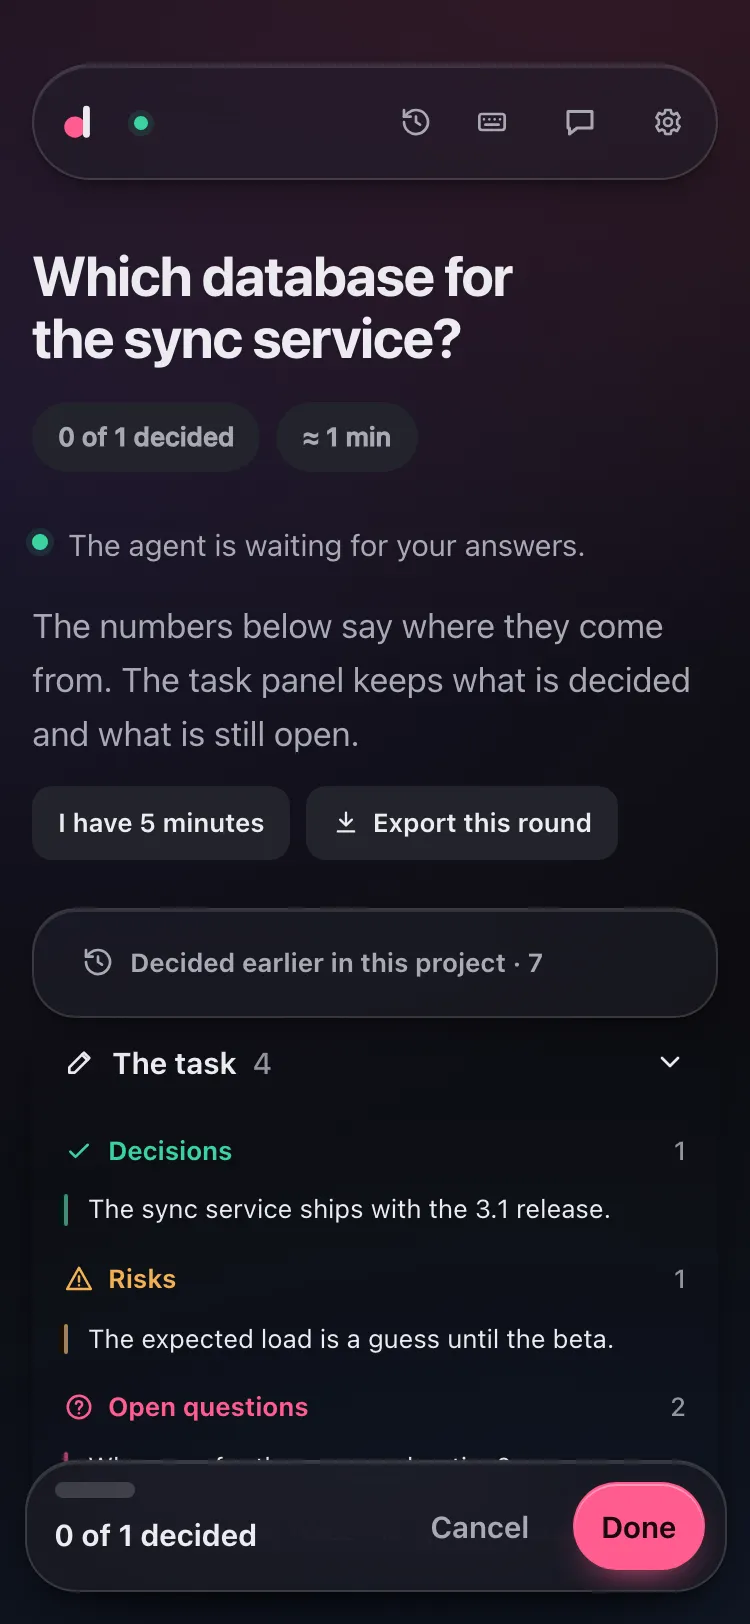 Which database for
the sync service?
0 of 1 decided
≈ 1 min
The agent is waiting for your answers.
The numbers below say where they come
from. The task panel keeps what is decided
and what is still open.
I have 5 minutes
Export this round
Decided earlier in this project · 7
The task 4
Decisions 1
The sync service ships with the 3.1 release.
Risks 1
The expected load is a guess until the beta.
Open questions 2
0 of 1 decided
Cancel
Done